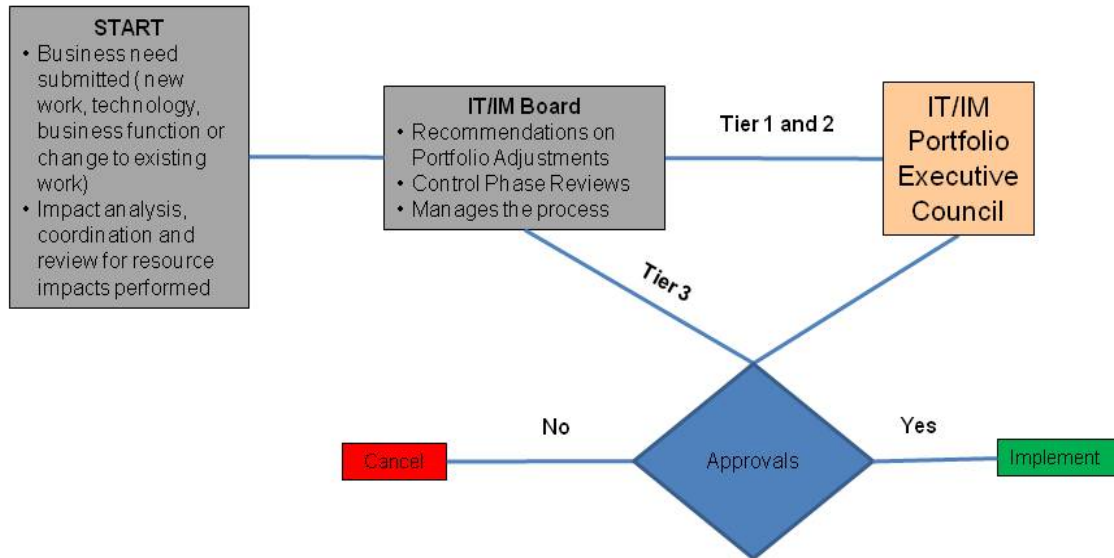 START
• Business need
submitted ( new
work, technology,
business function or
change to existing
work)
• Impact analysis,
coordination and
review for resource
impacts performed
IT/IM Board
• Recommendations on
Portfolio Adjustments
• Control Phase Reviews
• Manages the process
Tier 1 and 2
IT/IM
Portfolio
Executive
Council
Tier 3
No
Yes
Cancel
Approvals
Implement